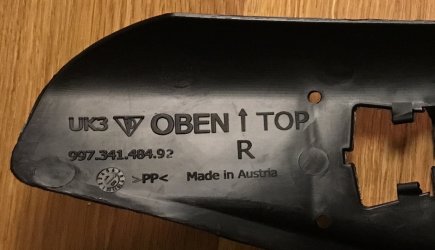 UK3 OBEN ↑ TOP
997.341.484.92 R
>PP< Made in Austria